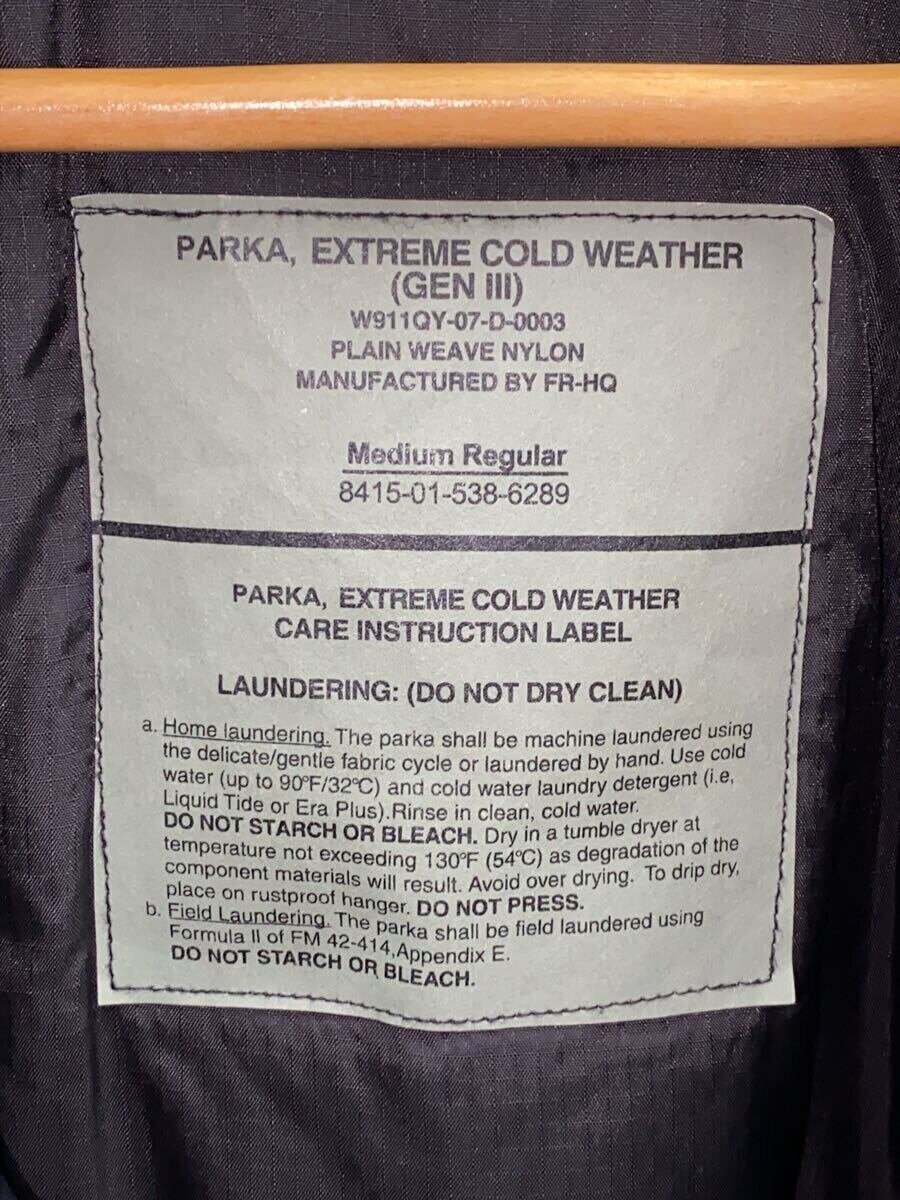 PARKA, EXTREME COLD WEATHER
(GEN III)
W911QY-07-D-0003
PLAIN WEAVE NYLON
MANUFACTURED BY FR-HQ
Medium Regular
8415-01-538-6289
PARKA, EXTREME COLD WEATHER
CARE INSTRUCTION LABEL
LAUNDERING: (DO NOT DRY CLEAN)
a. Home laundering. The parka shall be machine laundered using
the delicate/gentle fabric cycle or laundered by hand. Use cold
water (up to 90°F/32°C) and cold water laundry detergent (i.e,
Liquid Tide or Era Plus).Rinse in clean, cold water.
DO NOT STARCH OR BLEACH. Dry in a tumble dryer at
temperature not exceeding 130°F (54°C) as degradation of the
component materials will result. Avoid over drying. To drip dry,
place on rustproof hanger. DO NOT PRESS.
b. Field Laundering. The parka shall be field laundered using
Formula II of FM 42-414,Appendix E.
DO NOT STARCH OR BLEACH.